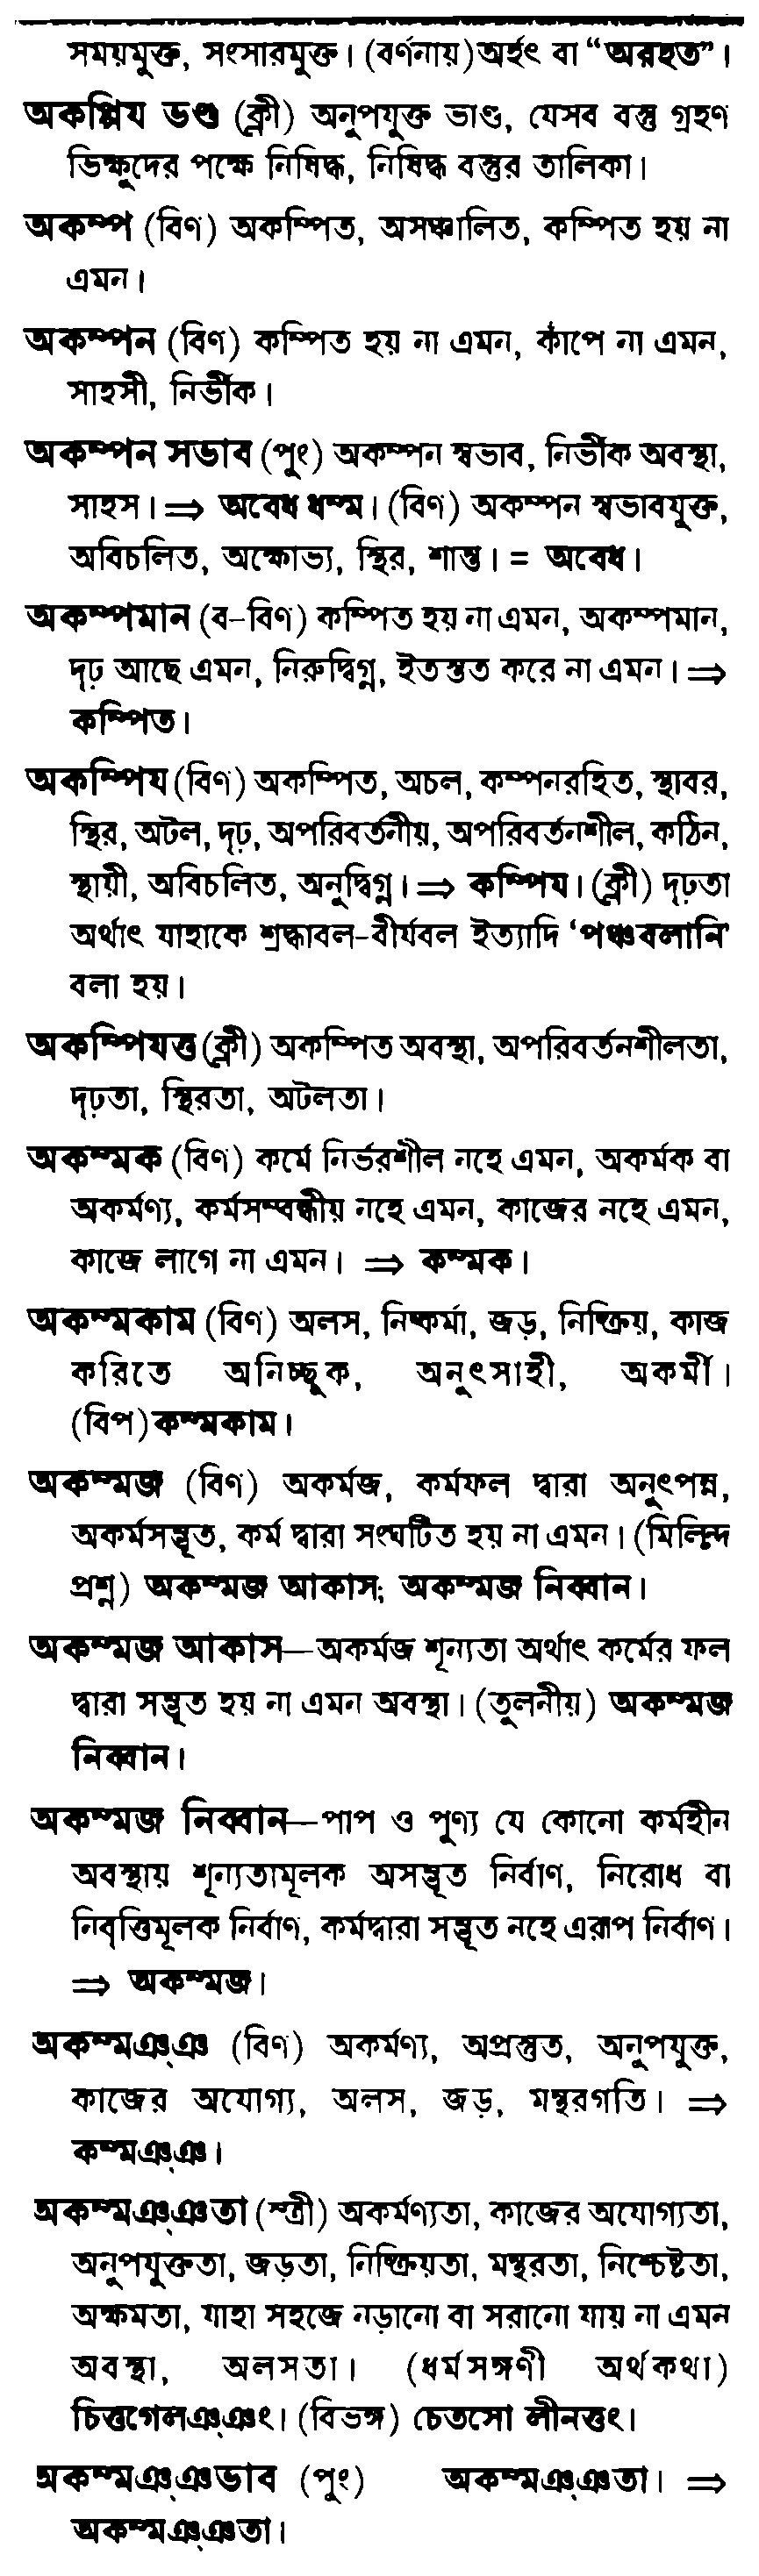 সময়মুক্ত, সংসারমুক্ত। (বর্ণনায়) অর্হৎ বা “অরহত”।
অকপ্পিয ভণ্ড (ক্লী) অনুপযুক্ত ভাণ্ড, যেসব বস্তু গ্রহণ
ভিক্ষুদের পক্ষে নিষিদ্ধ, নিষিদ্ধ বস্তুর তালিকা।
অকম্প (বিণ) অকম্পিত, অসঞ্চালিত, কম্পিত হয় না
এমন।
অকম্পন (বিণ) কম্পিত হয় না এমন, কাঁপে না এমন,
সাহসী, নির্ভীক।
অকম্পন সভাব (পুং) অকম্পন স্বভাব, নির্ভীক অবস্থা,
সাহস। ⇒ অবেধ ধম্ম। (বিণ) অকম্পন স্বভাবযুক্ত,
অবিচলিত, অক্ষোভ্য, স্থির, শান্ত। = অবেধ।
অকম্পমান (ব-বিণ) কম্পিত হয় না এমন, অকম্পমান,
দৃঢ় আছে এমন, নিরুদ্বিগ্ন, ইতস্তত করে না এমন। ⇒
কম্পিত।
অকম্পিয (বিণ) অকম্পিত, অচল, কম্পনরহিত, স্থাবর,
স্থির, অটল, দৃঢ়, অপরিবর্তনীয়, অপরিবর্তনশীল, কঠিন,
স্থায়ী, অবিচলিত, অনুদ্বিগ্ন। ⇒ কম্পিয। (ক্লী) দৃঢ়তা
অর্থাৎ যাহাকে শ্রদ্ধাবল-বীর্যবল ইত্যাদি ‘পঞ্চবলানি’
বলা হয়।
অকম্পিযত্ত (ক্লী) অকম্পিত অবস্থা, অপরিবর্তনশীলতা,
দৃঢ়তা, স্থিরতা, অটলতা।
অকম্মক (বিণ) কর্মে নির্ভরশীল নহে এমন, অকর্মক বা
অকর্মণ্য, কর্মসম্বন্ধীয় নহে এমন, কাজের নহে এমন,
কাজে লাগে না এমন। ⇒ কম্মক।
অকম্মকাম (বিণ) অলস, নিষ্কর্মা, জড়, নিষ্ক্রিয়, কাজ
করিতে অনিচ্ছুক, অনুৎসাহী, অকর্মী।
(বিপ) কম্মকাম।
অকম্মজ (বিণ) অকর্মজ, কর্মফল দ্বারা অনুৎপন্ন,
অকর্মসম্ভূত, কর্ম দ্বারা সংঘটিত হয় না এমন। (মিলিন্দ
প্রশ্ন) অকম্মজ আকাস; অকম্মজ নিব্বান।
অকম্মজ আকাস—অকর্মজ শূন্যতা অর্থাৎ কর্মের ফল
দ্বারা সম্ভূত হয় না এমন অবস্থা। (তুলনীয়) অকম্মজ
নিব্বান।
অকম্মজ নিব্বান—পাপ ও পুণ্য যে কোনো কর্মহীন
অবস্থায় শূন্যতামূলক অসম্ভূত নির্বাণ, নিরোধ বা
নিবৃত্তিমূলক নির্বাণ, কর্মদ্বারা সম্ভূত নহে এরূপ নির্বাণ।
⇒ অকম্মজ।
অকম্মঞ্ঞ (বিণ) অকর্মণ্য, অপ্রস্তুত, অনুপযুক্ত,
কাজের অযোগ্য, অলস, জড়, মন্থরগতি। ⇒
কম্মঞ্ঞ।
অকম্মঞ্ঞতা (স্ত্রী) অকর্মণ্যতা, কাজের অযোগ্যতা,
অনুপযুক্ততা, জড়তা, নিষ্ক্রিয়তা, মন্থরতা, নিশ্চেষ্টতা,
অক্ষমতা, যাহা সহজে নড়ানো বা সরানো যায় না এমন
অবস্থা, অলসতা। (ধর্মসঙ্গণী অর্থকথা)
চিত্তগেলঞ্ঞং। (বিভঙ্গ) চেতসো লীনত্তং।
অকম্মঞ্ঞভাব (পুং) অকম্মঞ্ঞতা। ⇒
অকম্মঞ্ঞতা।